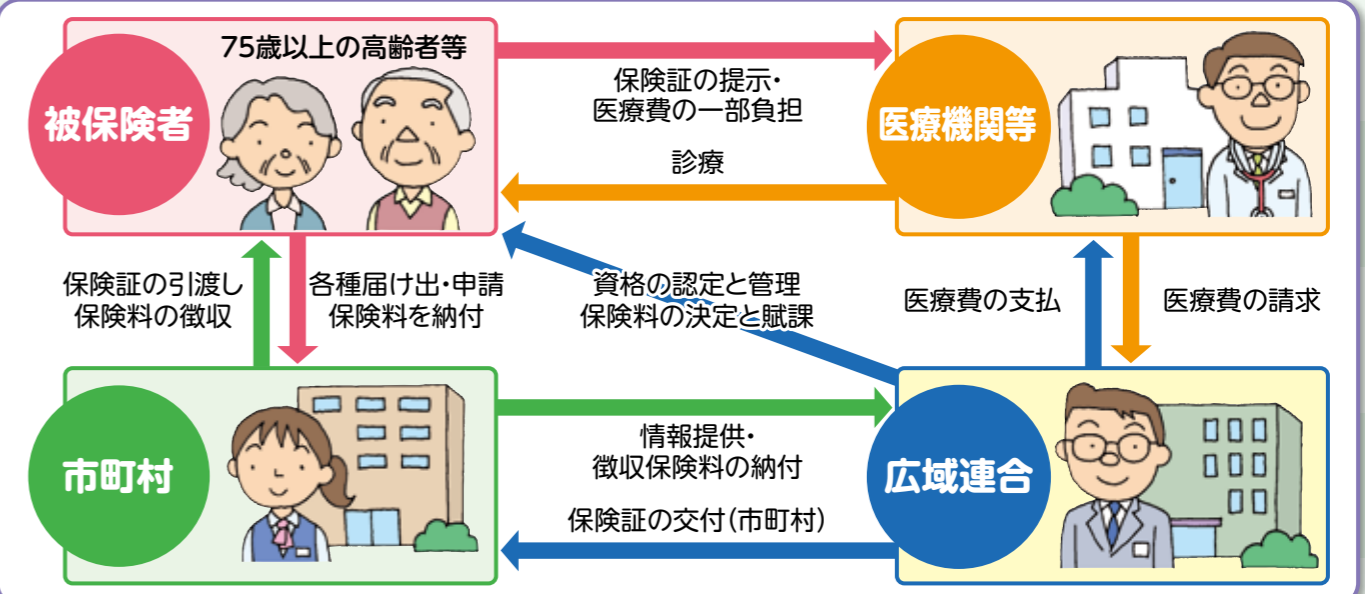 75歳以上の高齢者等
被保険者
保険証の提示・
医療費の一部負担
診療
医療機関等
保険証の引渡し
保険料の徴収
各種届け出・申請
保険料を納付
資格の認定と管理
保険料の決定と賦課
医療費の支払
医療費の請求
市町村
情報提供・
徴収保険料の納付
保険証の交付(市町村)
広域連合